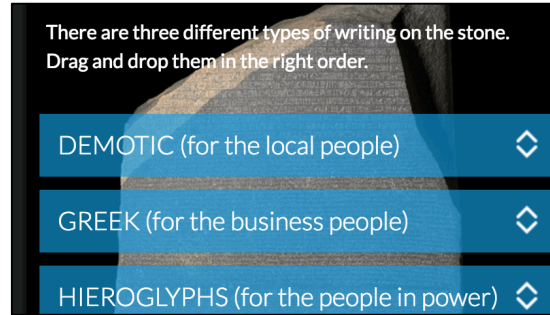 There are three different types of writing on the stone.
Drag and drop them in the right order.
DEMOTIC (for the local people)
GREEK (for the business people)
HIEROGLYPHS (for the people in power)